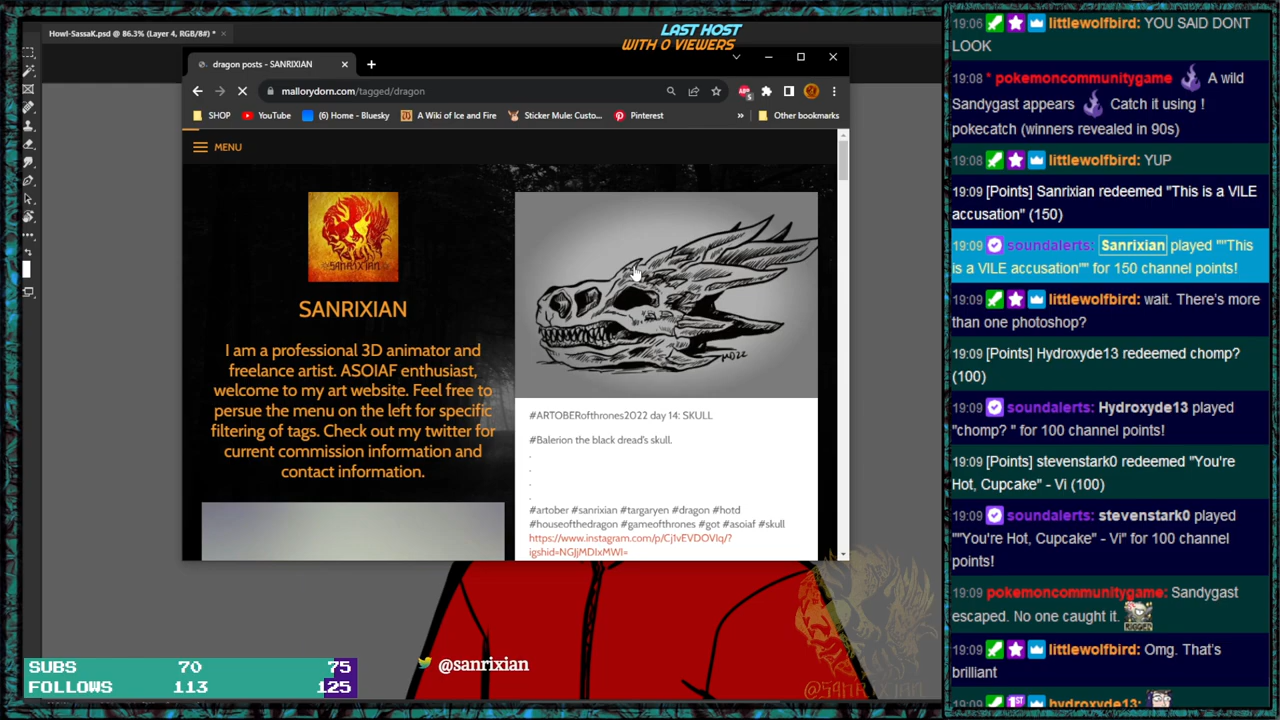 Howl-SassaK.psd @ 86.3% (Layer 4, RGB/8#) *
LAST HOST
WITH 0 VIEWERS
dragon posts - SANRIXIAN
mallorydorn.com/tagged/dragon
SHOP
YouTube
(6) Home - Bluesky
A Wiki of Ice and Fire
Sticker Mule: Custo...
Pinterest
»
Other bookmarks
MENU
SANRIXIAN
SANRIXIAN
I am a professional 3D animator and
freelance artist. ASOIAF enthusiast,
welcome to my art website. Feel free to
persue the menu on the left for specific
filtering of tags. Check out my twitter for
current commission information and
contact information.
MD22
#ARTOBERofthrones2022 day 14: SKULL
#Balerion the black dread's skull.
.
.
.
.
#artober #sanrixian #targaryen #dragon #hotd
#houseofthedragon #gameofthrones #got #asoiaf #skull
https://www.instagram.com/p/Cj1vEVDOVIq/?
igshid=NGJjMDIxMWI=
SUBS 70 75
FOLLOWS 113 125
@sanrixian
@SANRIXIAN
19:06 littlewolfbird: YOU SAID DONT
LOOK
19:08 * pokemoncommunitygame A wild
Sandygast appears Catch it using !
pokecatch (winners revealed in 90s)
19:08 littlewolfbird: YUP
19:09 [Points] Sanrixian redeemed "This is a VILE
accusation" (150)
19:09 soundalerts: Sanrixian played ""This
is a VILE accusation"" for 150 channel points!
19:09 littlewolfbird: wait. There's more
than one photoshop?
19:09 [Points] Hydroxyde13 redeemed chomp?
(100)
19:09 soundalerts: Hydroxyde13 played
"chomp? " for 100 channel points!
19:09 [Points] stevenstark0 redeemed "You're
Hot, Cupcake" - Vi (100)
19:09 soundalerts: stevenstark0 played
""You're Hot, Cupcake" - Vi" for 100 channel
points!
19:09 pokemoncommunitygame: Sandygast
escaped. No one caught it.
19:09 littlewolfbird: Omg. That's
brilliant
19:09 1ST hydroxyde13: